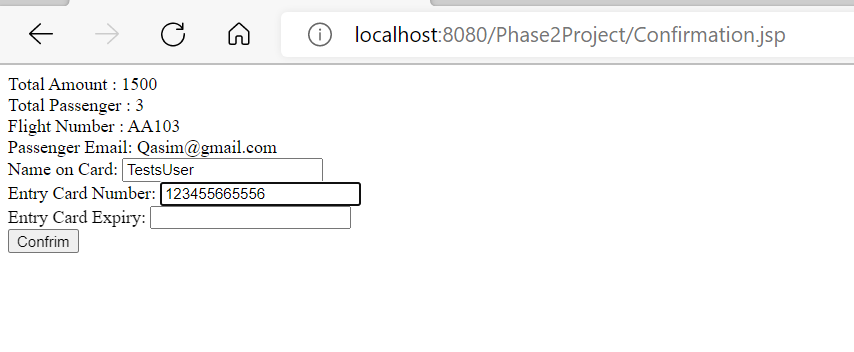 localhost:8080/Phase2Project/Confirmation.jsp
Total Amount : 1500
Total Passenger : 3
Flight Number : AA103
Passenger Email: Qasim@gmail.com
Name on Card: TestsUser
Entry Card Number: 123455665556
Entry Card Expiry:
Confrim